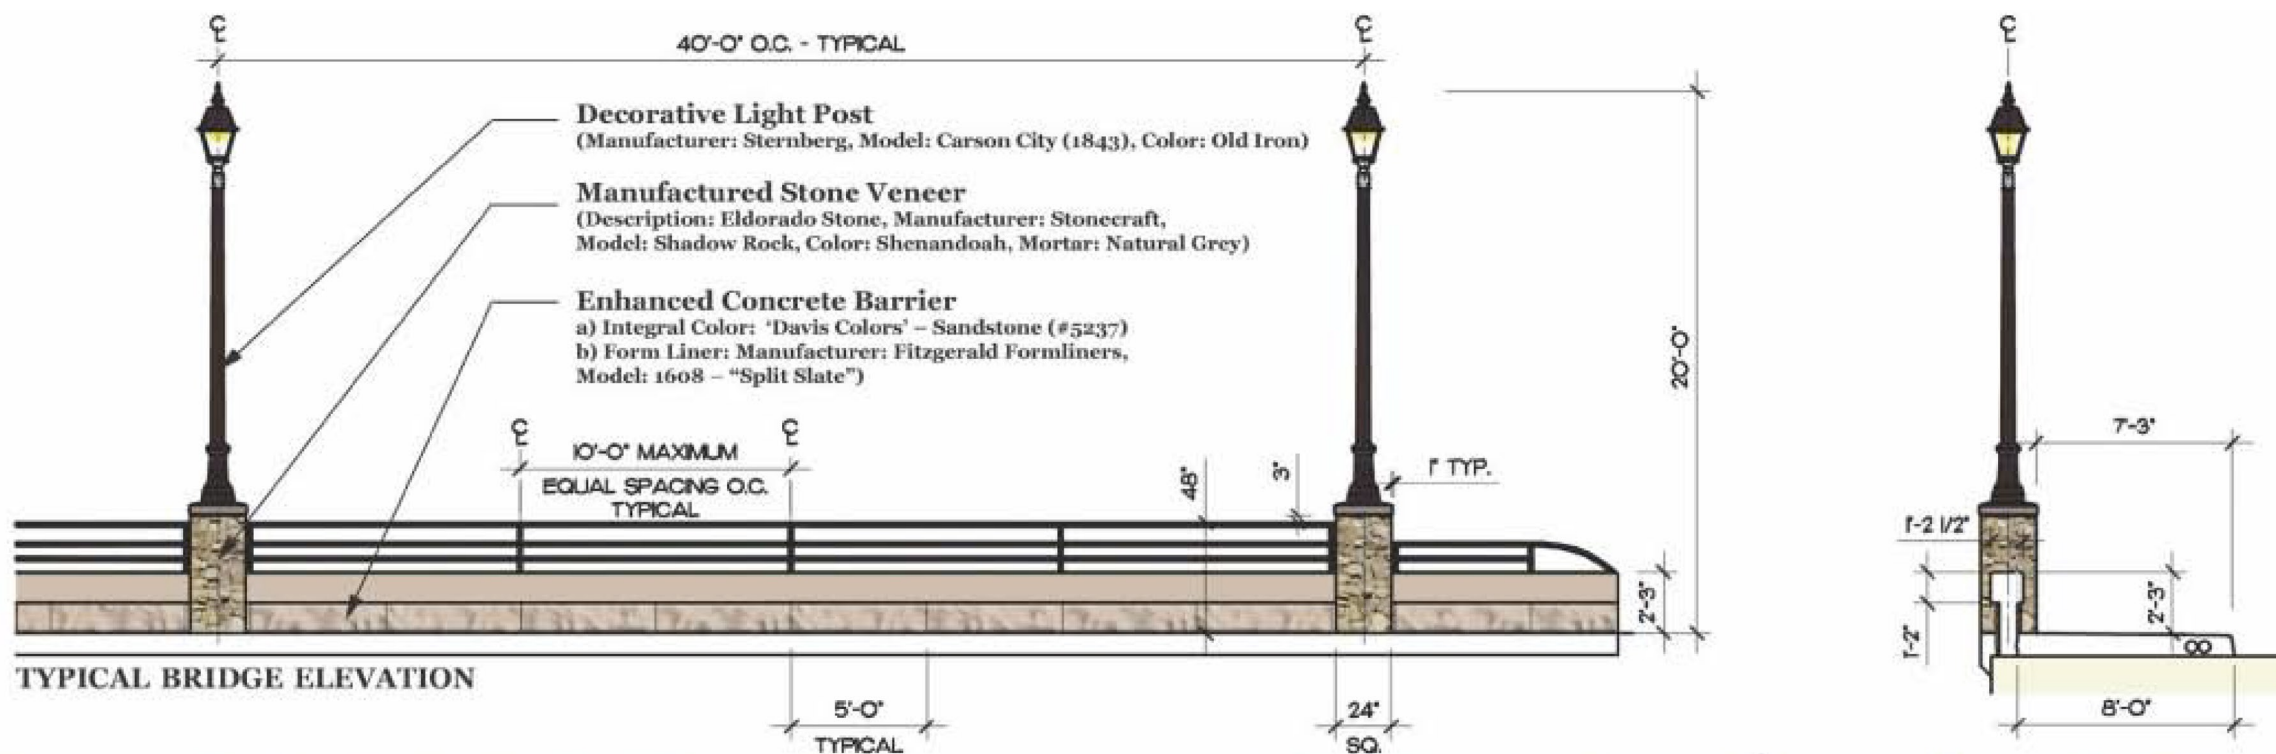 ℄
℄
℄
40'-0" O.C. - TYPICAL
Decorative Light Post
(Manufacturer: Sternberg, Model: Carson City (1843), Color: Old Iron)
Manufactured Stone Veneer
(Description: Eldorado Stone, Manufacturer: Stonecraft,
Model: Shadow Rock, Color: Shenandoah, Mortar: Natural Grey)
Enhanced Concrete Barrier
a) Integral Color: ‘Davis Colors’ – Sandstone (#5237)
b) Form Liner: Manufacturer: Fitzgerald Formliners,
Model: 1608 – “Split Slate”)
20'-0"
℄
℄
10'-0" MAXIMUM
EQUAL SPACING O.C.
TYPICAL
48"
3"
1" TYP.
7'-3"
1'-2 1/2"
2'-3"
2'-3"
1'-2"
TYPICAL BRIDGE ELEVATION
5'-0"
TYPICAL
24"
SQ.
8'-0"